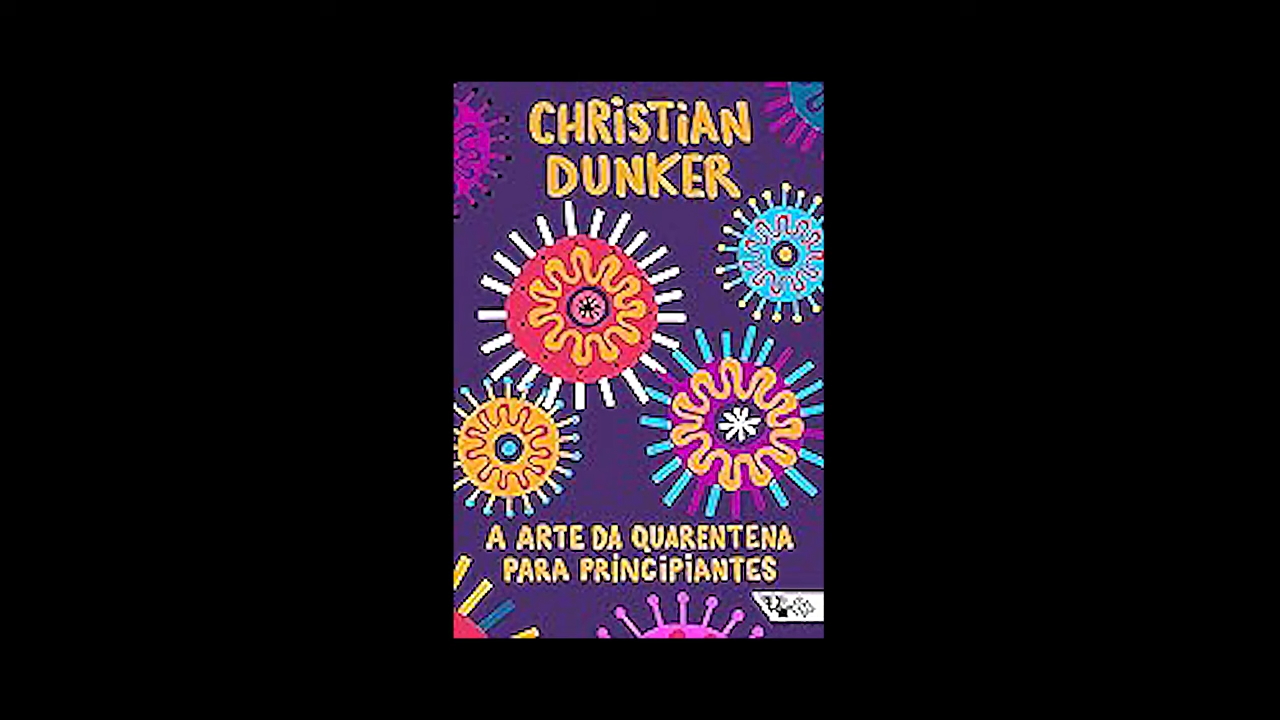 CHRiSTiAN
DUNKER
A ARTE DA QUARENTENA
PARA PRiNCiPiANTES